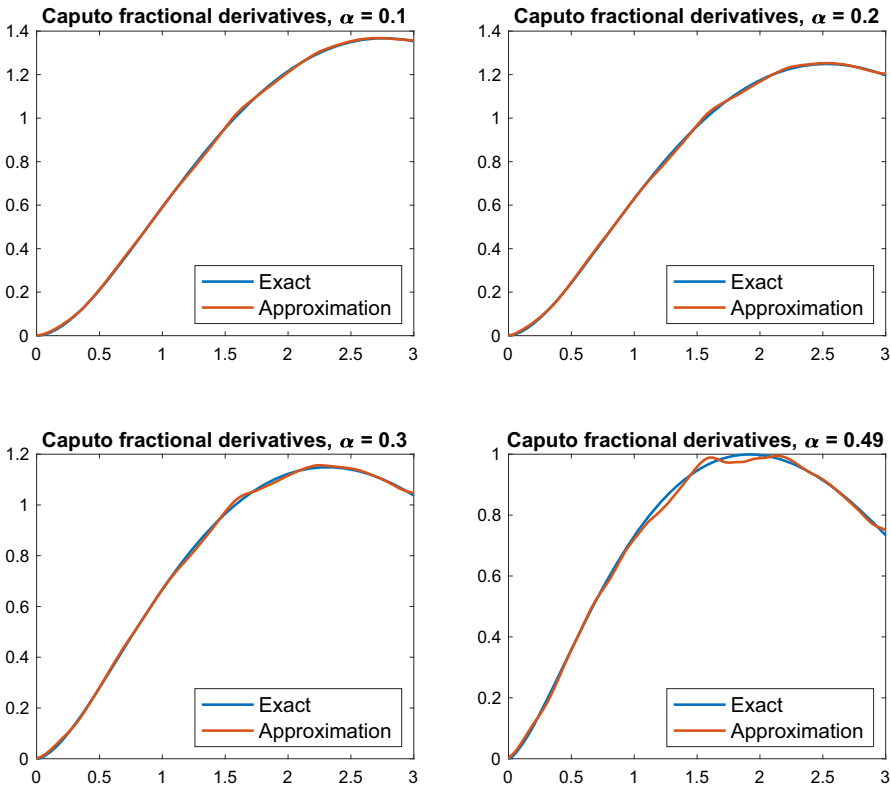 Caputo fractional derivatives, α = 0.1
1.4
1.2
1
0.8
0.6
0.4
0.2
0
0 0.5 1 1.5 2 2.5 3
Exact
Approximation
Caputo fractional derivatives, α = 0.2
1.4
1.2
1
0.8
0.6
0.4
0.2
0
0 0.5 1 1.5 2 2.5 3
Exact
Approximation
Caputo fractional derivatives, α = 0.3
1.2
1
0.8
0.6
0.4
0.2
0
0 0.5 1 1.5 2 2.5 3
Exact
Approximation
Caputo fractional derivatives, α = 0.49
1
0.8
0.6
0.4
0.2
0
0 0.5 1 1.5 2 2.5 3
Exact
Approximation